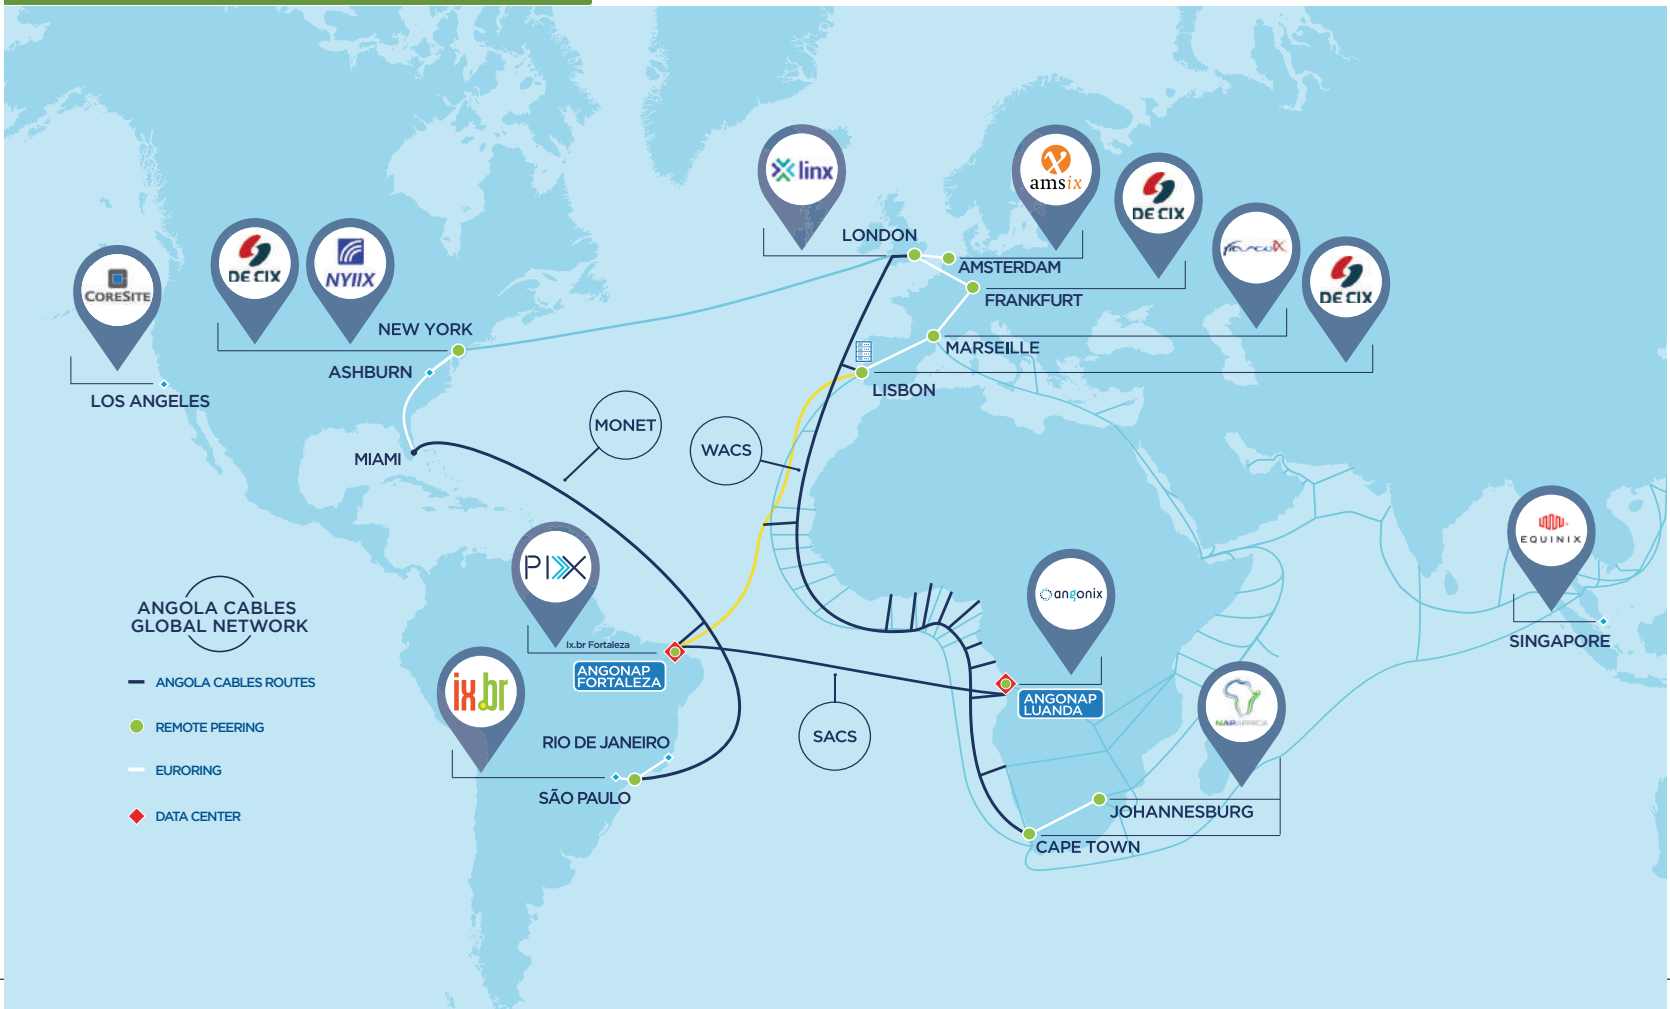 linx
amsix
DE CIX
DE CIX
NYIIX
CORESITE
DE CIX
LONDON
AMSTERDAM
FRANKFURT
NEW YORK
MARSEILLE
ASHBURN
LISBON
LOS ANGELES
MONET
WACS
MIAMI
EQUINIX
PIX
angonix
ANGOLA CABLES
GLOBAL NETWORK
Ix.br Fortaleza
SINGAPORE
ANGONAP
FORTALEZA
ix.br
ANGONAP
LUANDA
NAPAFRICA
ANGOLA CABLES ROUTES
REMOTE PEERING
SACS
RIO DE JANEIRO
EURORING
SÃO PAULO
JOHANNESBURG
DATA CENTER
CAPE TOWN